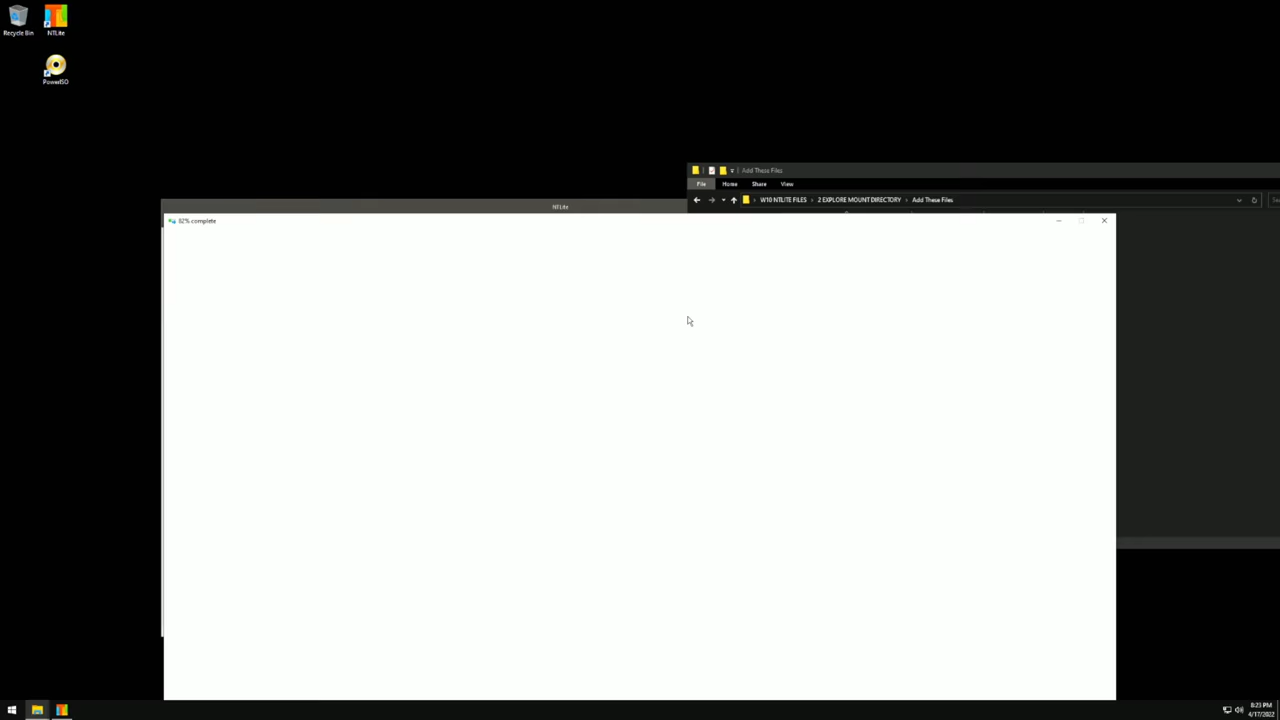 Recycle Bin
NTLite
PowerISO
Add These Files
File Home Share View
W10 NTLITE FILES > 2 EXPLORE MOUNT DIRECTORY > Add These Files
NTLite
82% complete
8:23 PM
4/17/2022